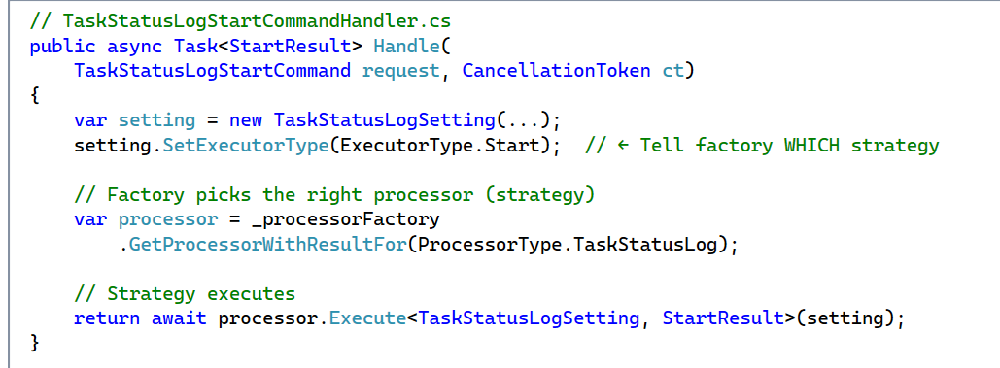 // TaskStatusLogStartCommandHandler.cs
public async Task<StartResult> Handle(
    TaskStatusLogStartCommand request, CancellationToken ct)
{
    var setting = new TaskStatusLogSetting(...);
    setting.SetExecutorType(ExecutorType.Start);  // ← Tell factory WHICH strategy

    // Factory picks the right processor (strategy)
    var processor = _processorFactory
        .GetProcessorWithResultFor(ProcessorType.TaskStatusLog);

    // Strategy executes
    return await processor.Execute<TaskStatusLogSetting, StartResult>(setting);
}